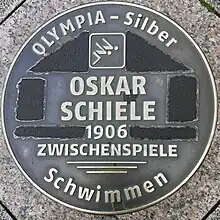 OLYMPIA – Silber
OSKAR
SCHIELE
1906
ZWISCHENSPIELE
Schwimmen